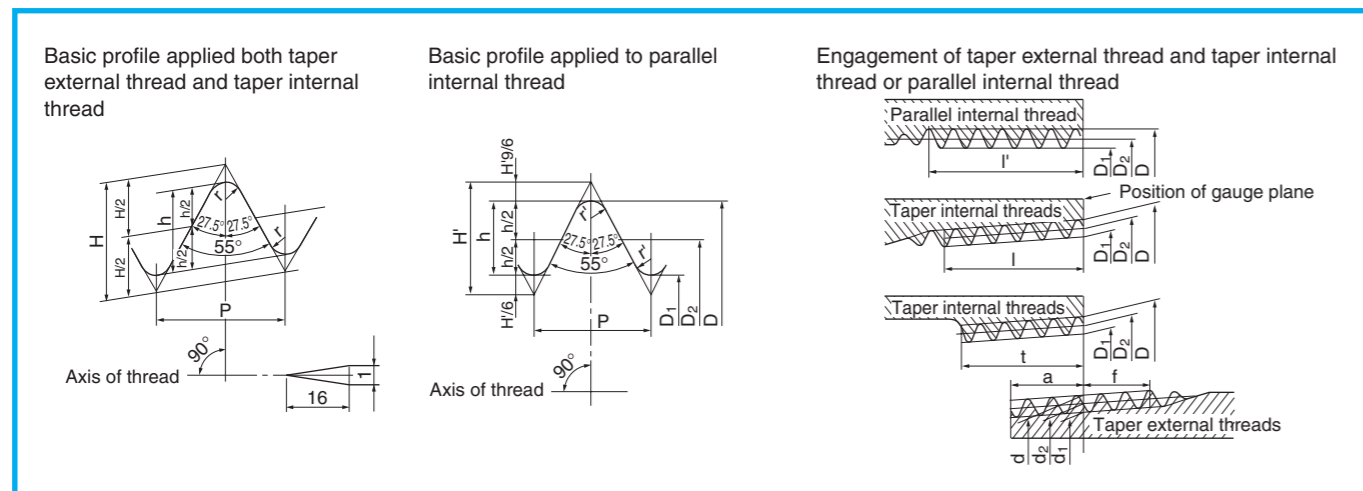 Basic profile applied both taper
external thread and taper internal
thread
H
H/2
H/2
h
h/2
h/2
r
27.5° 27.5°
55°
r
P
90°
Axis of thread
16
1
Basic profile applied to parallel
internal thread
H'9/6
H'
h
h/2
h/2
H'/6
r'
27.5° 27.5°
55°
r'
P
D1
D2
D
90°
Axis of thread
Engagement of taper external thread and taper internal
thread or parallel internal thread
Parallel internal thread
l'
D1
D2
D
Position of gauge plane
Taper internal threads
l
D1
D2
D
Taper internal threads
t
D1
D2
D
a
f
Taper external threads
d
d2
d1